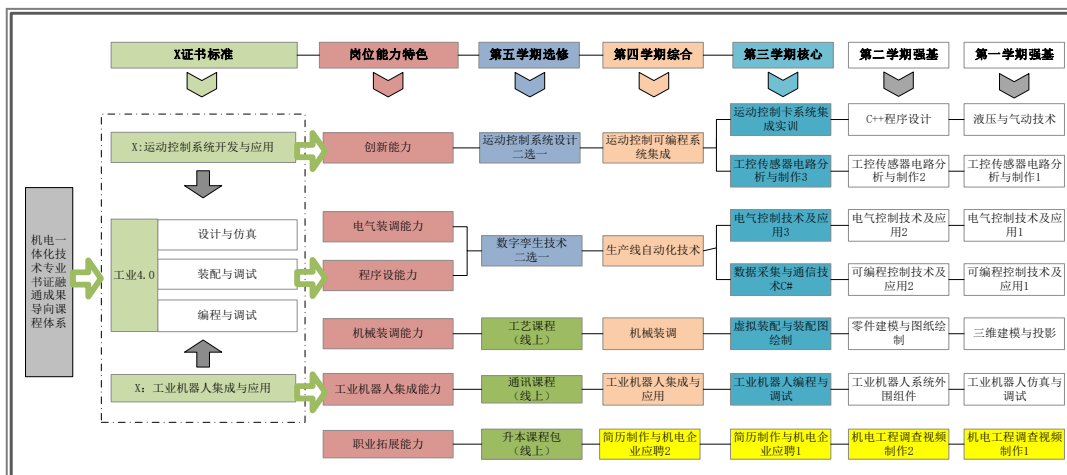 X证书标准
岗位能力特色
第五学期选修
第四学期综合
第三学期核心
第二学期强基
第一学期强基
机电一
体化技
术专业
书证融
通成果
导向课
程体系
X:运动控制系统开发与应用
工业4.0
设计与仿真
装配与调试
编程与调试
X：工业机器人集成与应用
创新能力
运动控制系统设计
二选一
运动控制可编程系
统集成
运动控制卡系统集
成实训
C++程序设计
液压与气动技术
工控传感器电路分
析与制作3
工控传感器电路分
析与制作2
工控传感器电路分
析与制作1
电气装调能力
程序设能力
数字孪生技术
二选一
生产线自动化技术
电气控制技术及应
用3
电气控制技术及应
用2
电气控制技术及应
用1
数据采集与通信技
术C#
可编程控制技术及
应用2
可编程控制技术及
应用1
机械装调能力
工艺课程
（线上）
机械装调
虚拟装配与装配图
绘制
零件建模与图纸绘
制
三维建模与投影
工业机器人集成能力
通讯课程
（线上）
工业机器人集成与
应用
工业机器人编程与
调试
工业机器人系统外
围组件
工业机器人仿真与
调试
职业拓展能力
升本课程包
（线上）
简历制作与机电企
业应聘2
简历制作与机电企
业应聘1
机电工程调查视频
制作2
机电工程调查视频
制作1